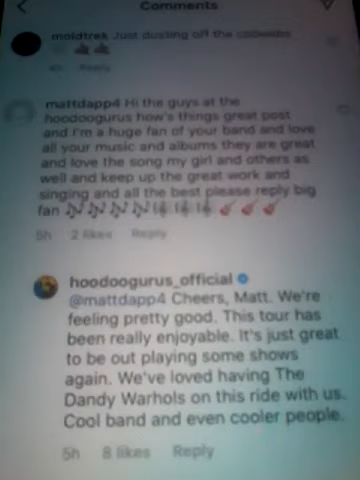 Comments
moldtrek Just dusting off the cobwebs
4h Reply
mattdapp4 Hi the guys at the
hoodoogurus how's things great post
and I'm a huge fan of your band and love
all your music and albums they are great
and love the song my girl and others as
well and keep up the great work and
singing and all the best please reply big
fan 🎶🎶🎶🎶🎼🎼🎼🎸🎸🎸
5h 2 likes Reply
hoodoogurus_official
@mattdapp4 Cheers, Matt. We're
feeling pretty good. This tour has
been really enjoyable. It's just great
to be out playing some shows
again. We've loved having The
Dandy Warhols on this ride with us.
Cool band and even cooler people.
5h 8 likes Reply